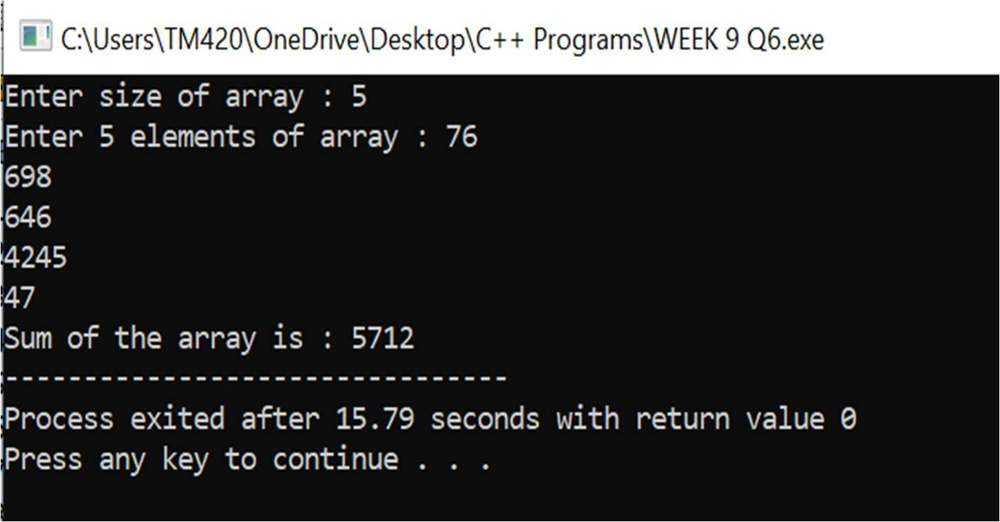 C:\Users\TM420\OneDrive\Desktop\C++ Programs\WEEK 9 Q6.exe
Enter size of array : 5
Enter 5 elements of array : 76
698
646
4245
47
Sum of the array is : 5712
--------------------------------
Process exited after 15.79 seconds with return value 0
Press any key to continue . . .